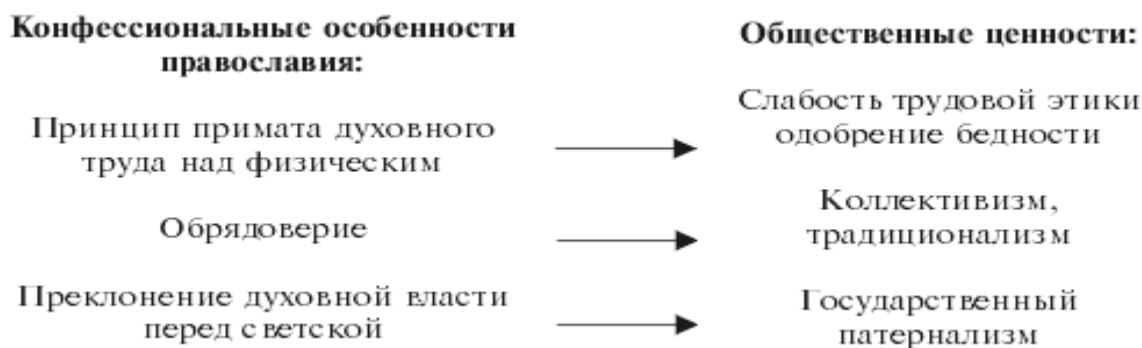 Конфессиональные особенности
православия:
Общественные ценности:
Принцип примата духовного
труда над физическим
Слабость трудовой этики
одобрение бедности
Обрядоверие
Коллективизм,
традиционализм
Преклонение духовной власти
перед светской
Государственный
патернализм